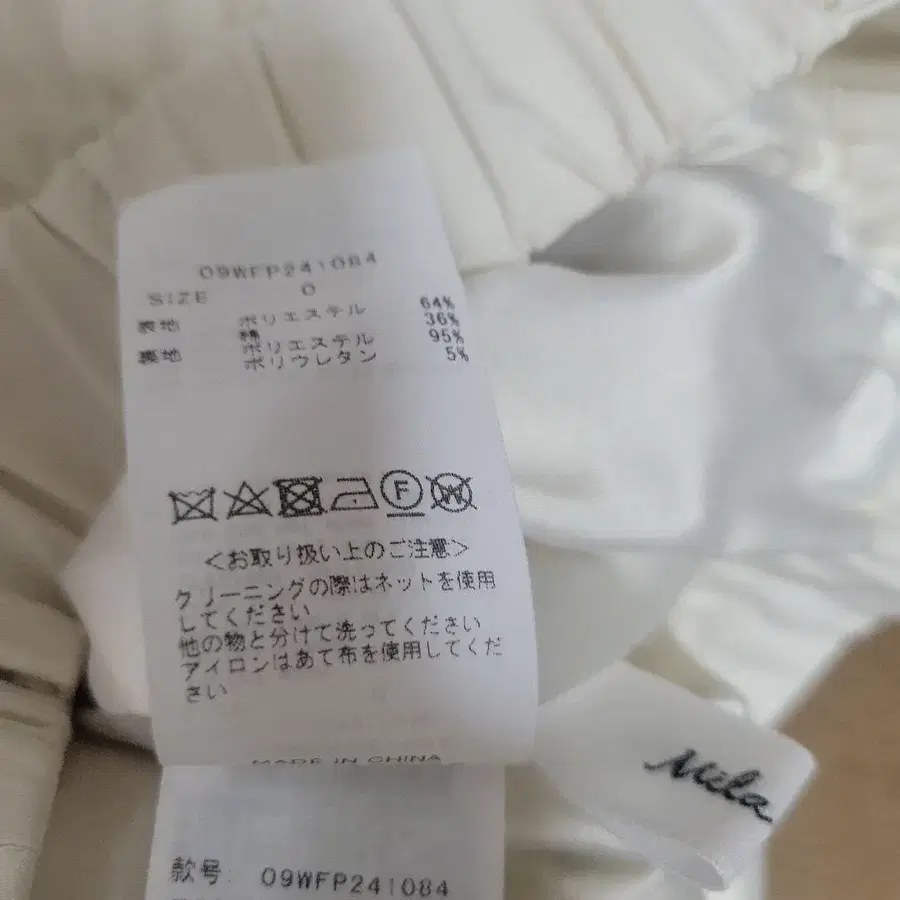 09WFP241084
SIZE 0
表地 ポリエステル 64%
綿 36%
裏地 ポリエステル 95%
ポリウレタン 5%
F W
<お取り扱い上のご注意>
クリーニングの際はネットを使用
してください
他の物と分けて洗ってください
アイロンはあて布を使用してくだ
さい
MADE IN CHINA
Mila
款号: 09WFP241084